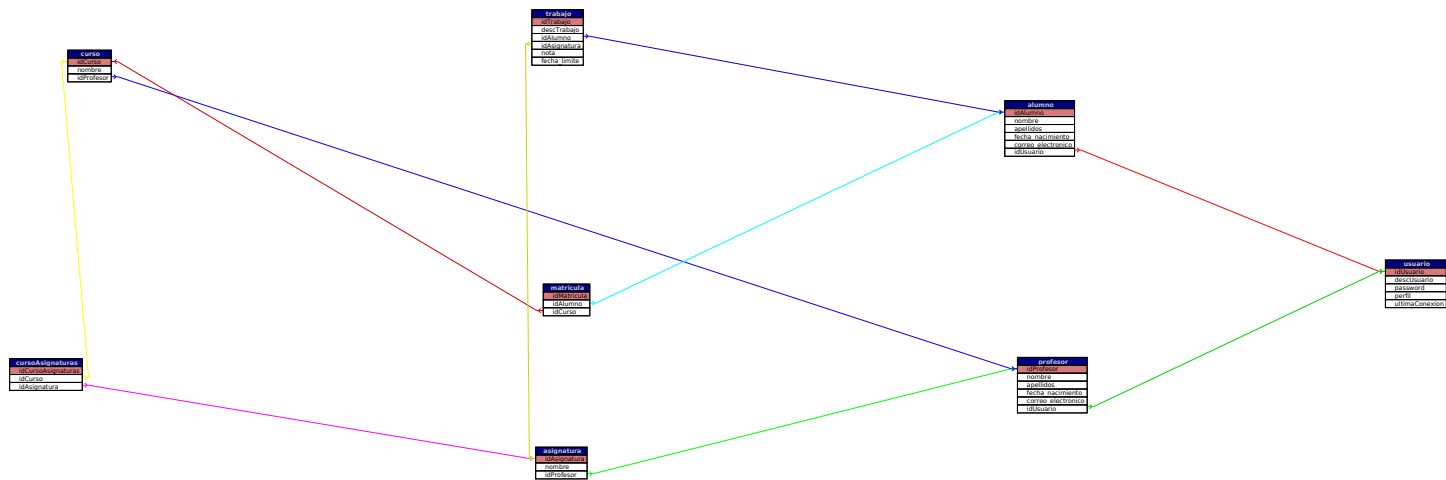 trabajo
idTrabajo
descTrabajo
idAlumno
idAsignatura
nota
fecha_limite
curso
idCurso
nombre
idProfesor
alumno
idAlumno
nombre
apellidos
fecha_nacimiento
correo_electronico
idUsuario
usuario
idUsuario
descUsuario
password
perfil
ultimaConexion
matricula
idMatricula
idAlumno
idCurso
cursoAsignaturas
idCursoAsignaturas
idCurso
idAsignatura
profesor
idProfesor
nombre
apellidos
fecha_nacimiento
correo_electronico
idUsuario
asignatura
idAsignatura
nombre
idProfesor